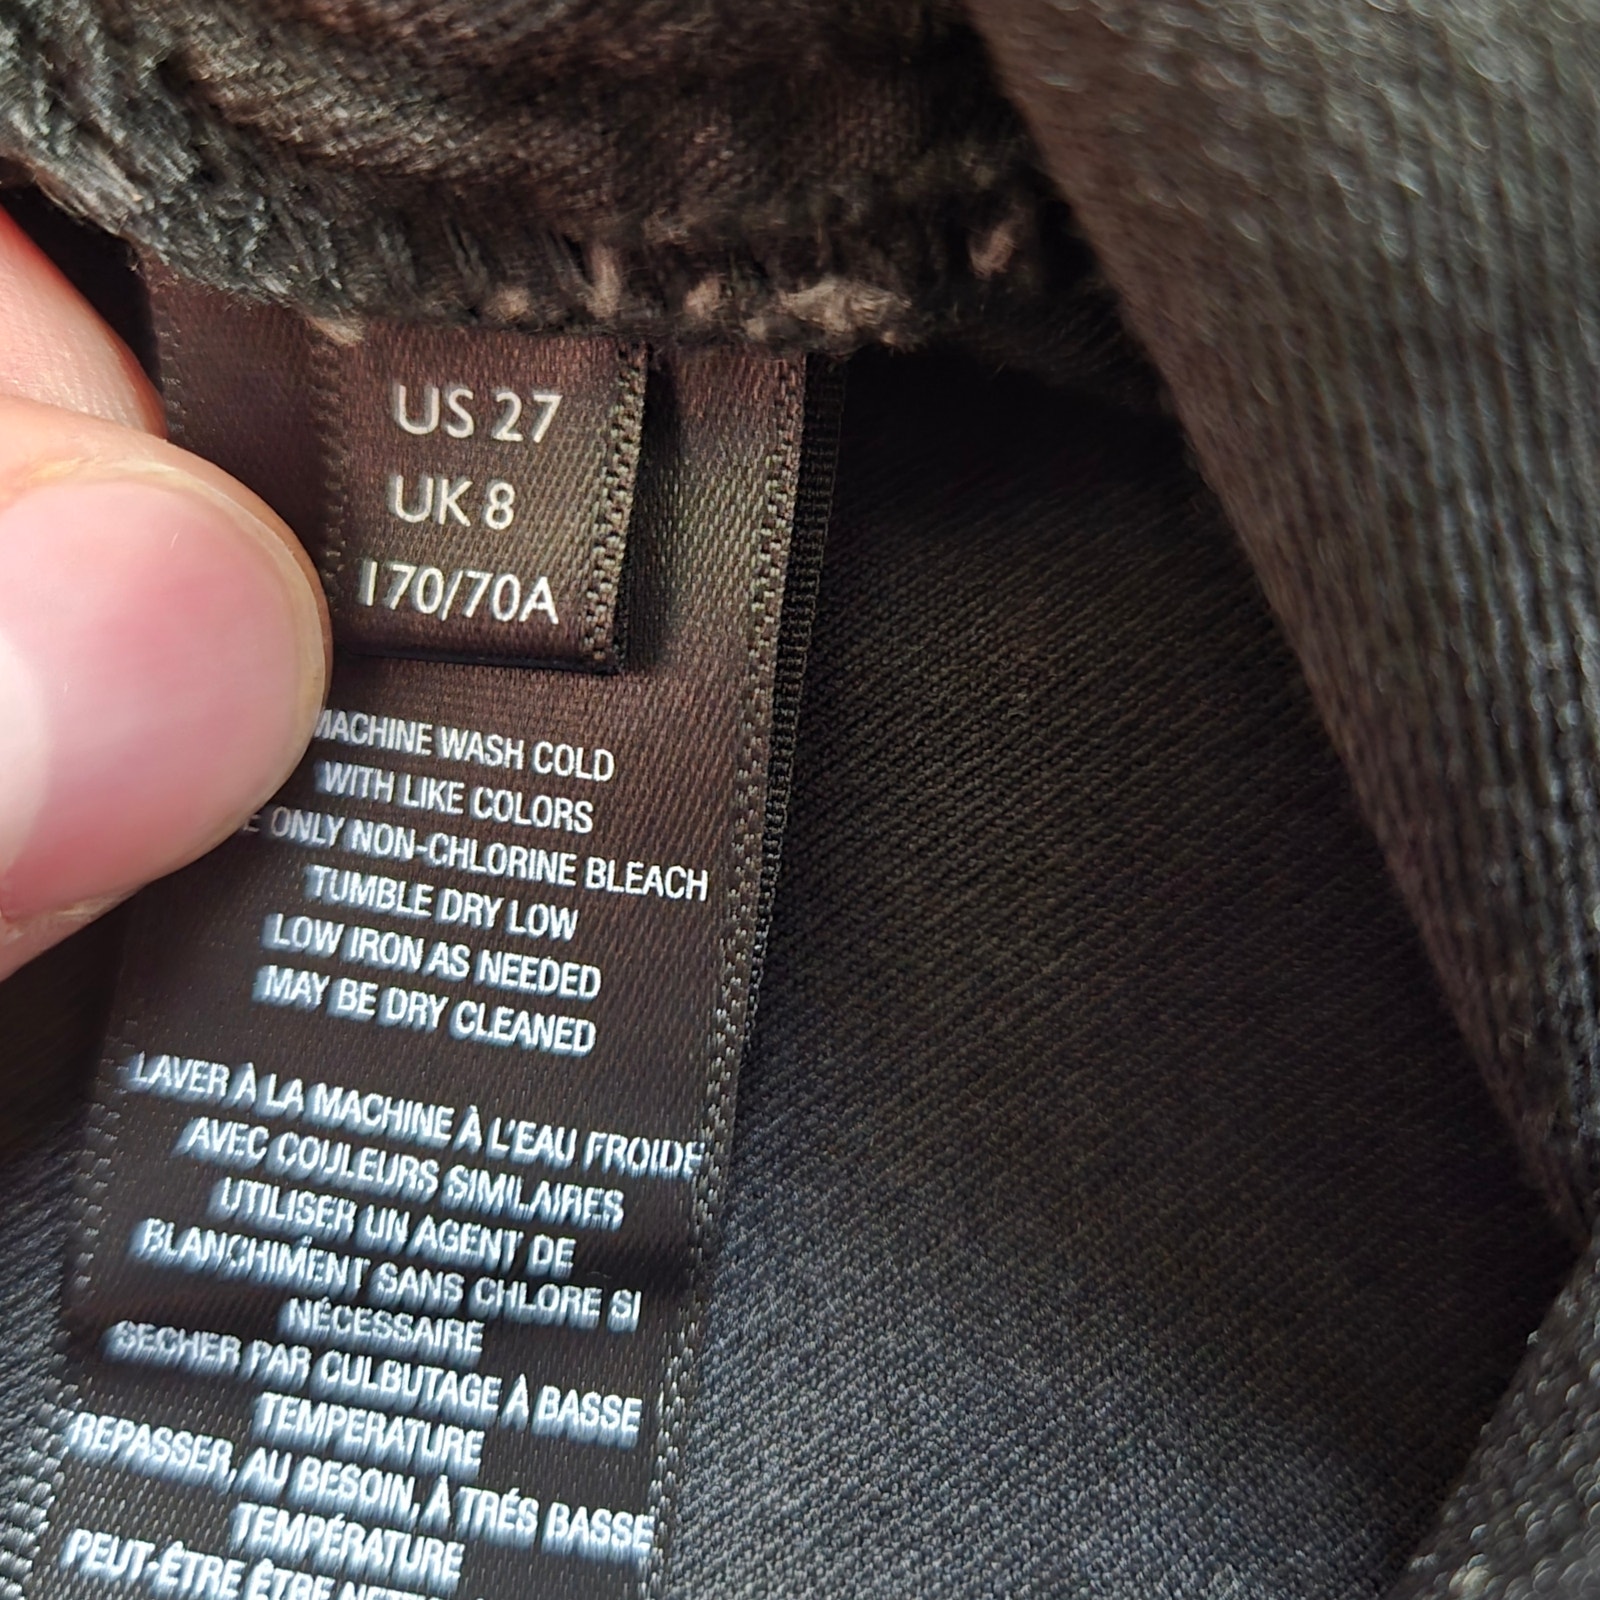 US 27
UK 8
170/70A
MACHINE WASH COLD
WITH LIKE COLORS
ONLY NON-CHLORINE BLEACH
TUMBLE DRY LOW
LOW IRON AS NEEDED
MAY BE DRY CLEANED
LAVER À LA MACHINE À L'EAU FROIDE
AVEC COULEURS SIMILAIRES
UTILISER UN AGENT DE
BLANCHIMENT SANS CHLORE SI
NÉCESSAIRE
SECHER PAR CULBUTAGE À BASSE
TEMPERATURE
REPASSER, AU BESOIN, À TRÉS BASSE
TEMPÉRATURE
PEUT-ÊTRE ÊTRE